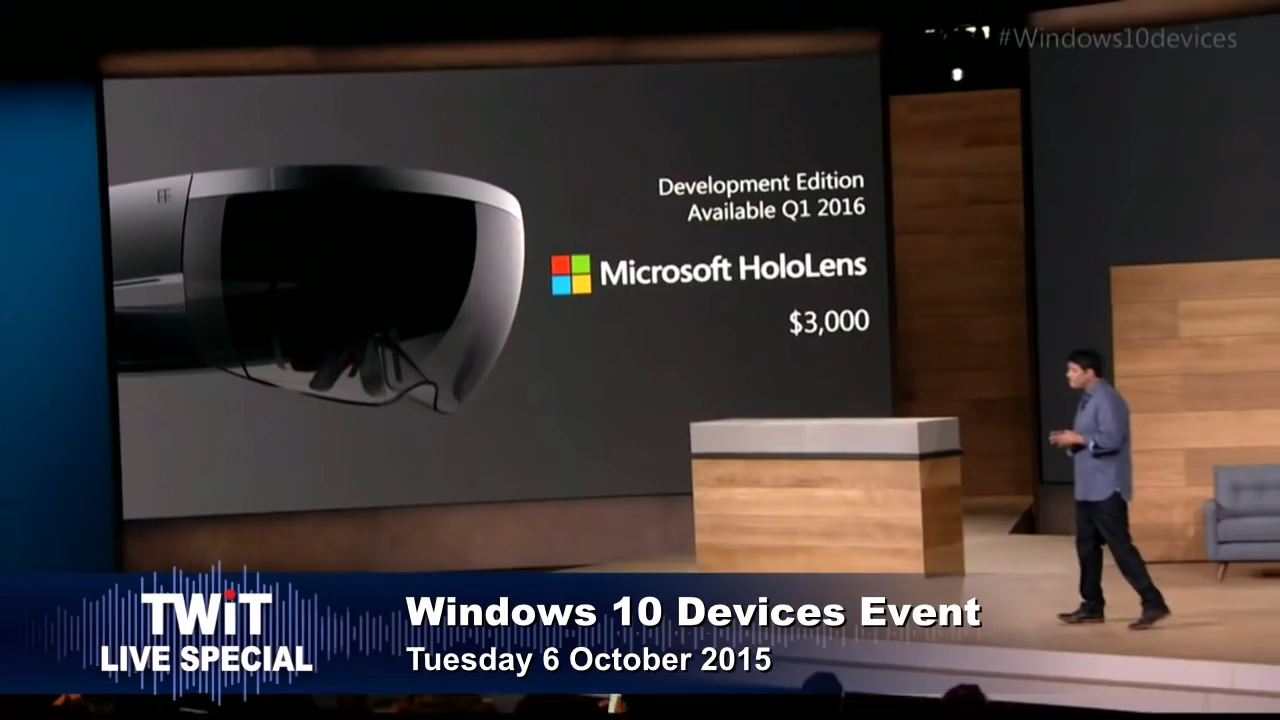 #Windows10devices
Development Edition
Available Q1 2016
Microsoft HoloLens
$3,000
TWiT
LIVE SPECIAL
Windows 10 Devices Event
Tuesday 6 October 2015